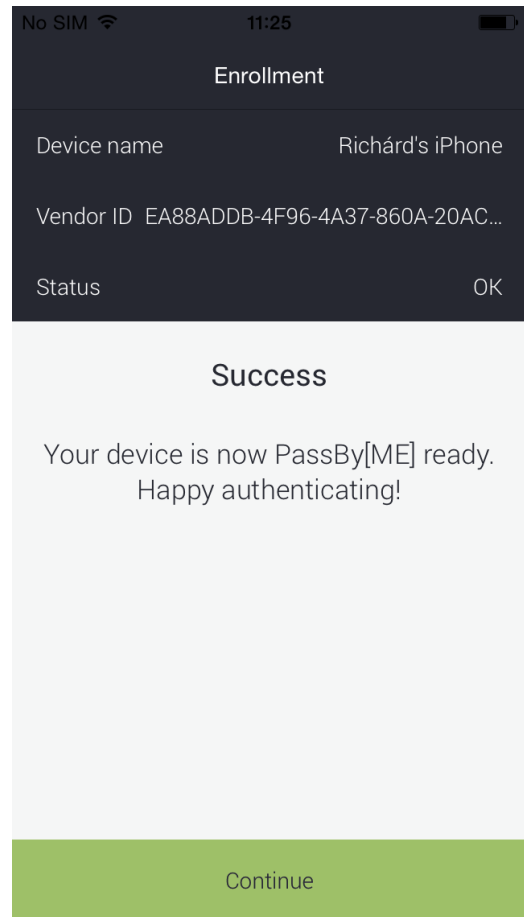 No SIM 11:25
Enrollment
Device name Richárd's iPhone
Vendor ID EA88ADDB-4F96-4A37-860A-20AC...
Status OK
Success
Your device is now PassBy[ME] ready.
Happy authenticating!
Continue